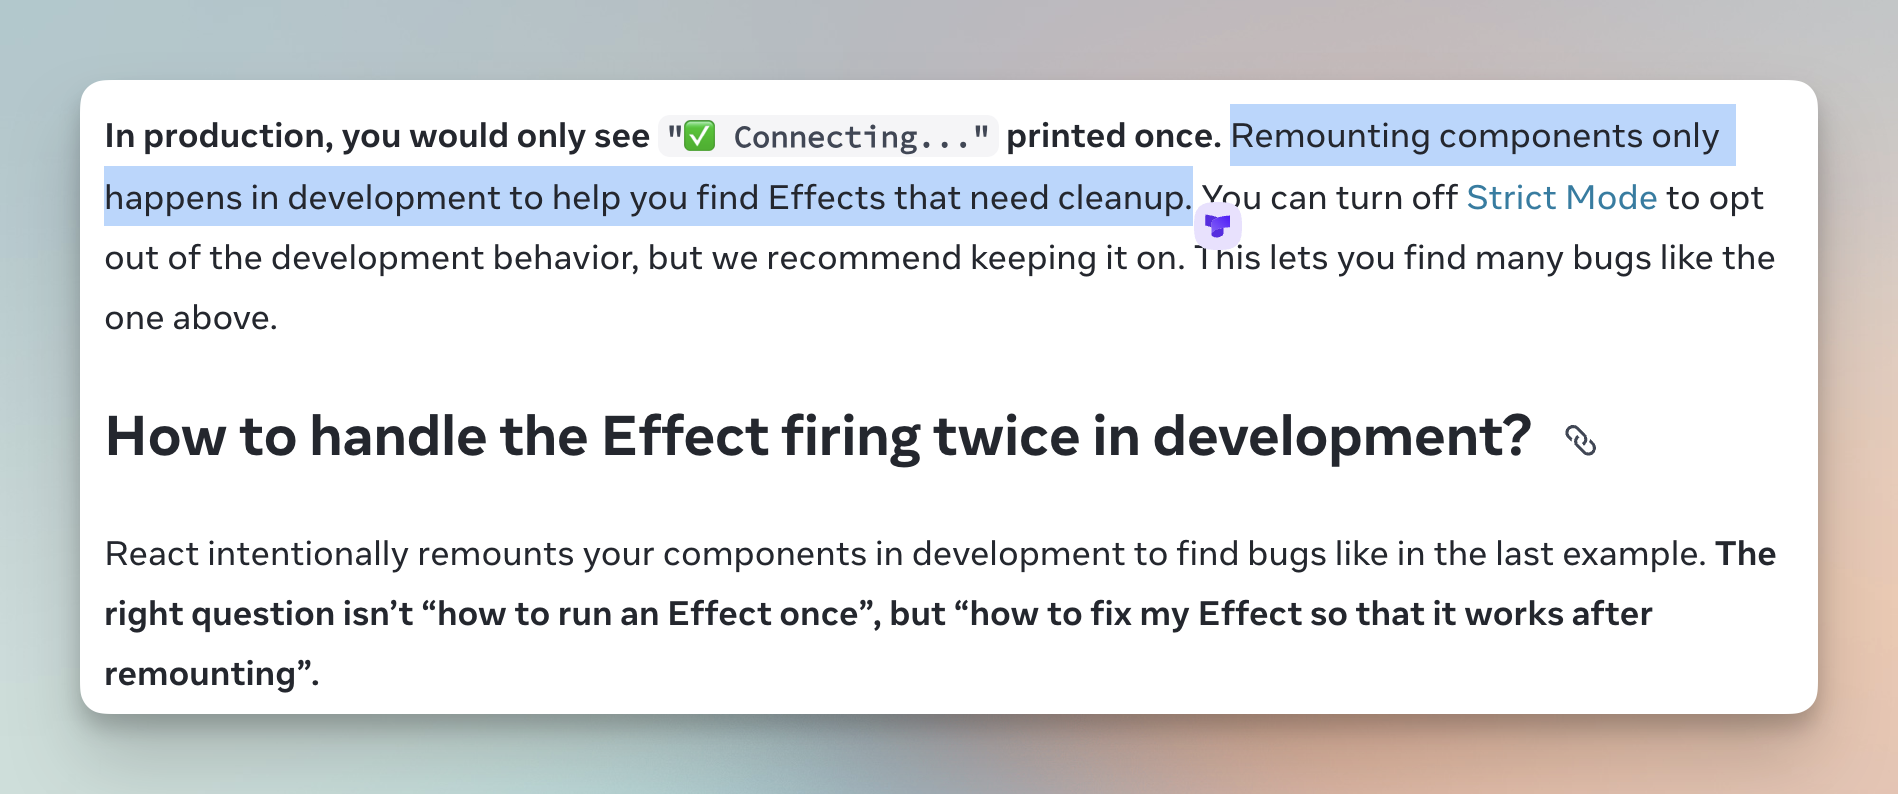 In production, you would only see "✅ Connecting..." printed once. Remounting components only
happens in development to help you find Effects that need cleanup. You can turn off Strict Mode to opt
out of the development behavior, but we recommend keeping it on. This lets you find many bugs like the
one above.
How to handle the Effect firing twice in development?
React intentionally remounts your components in development to find bugs like in the last example. The
right question isn’t “how to run an Effect once”, but “how to fix my Effect so that it works after
remounting”.